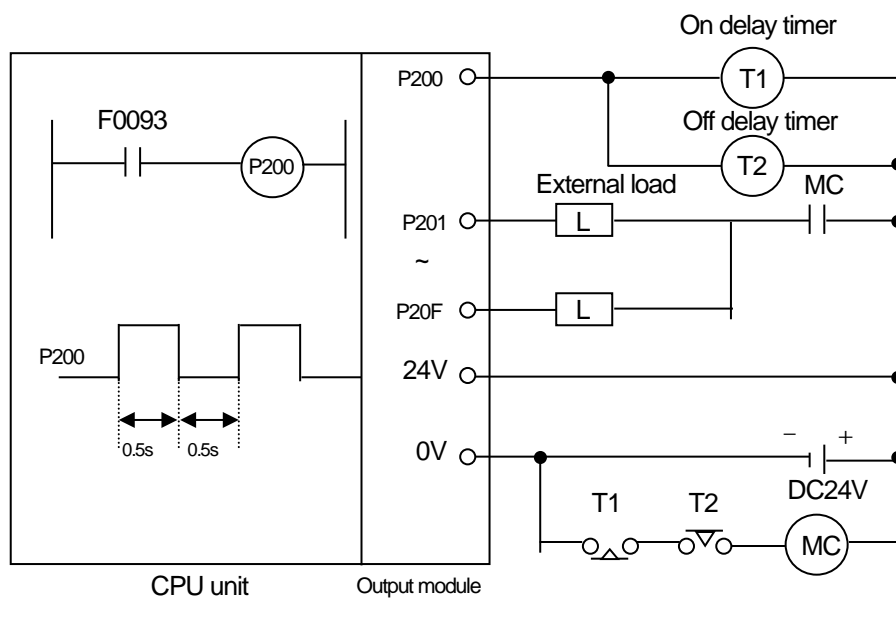 On delay timer
P200
T1
F0093
Off delay timer
P200
T2
External load
MC
P201
L
~
P20F
L
P200
24V
0.5s 0.5s
0V
− +
DC24V
T1 T2
MC
CPU unit
Output module